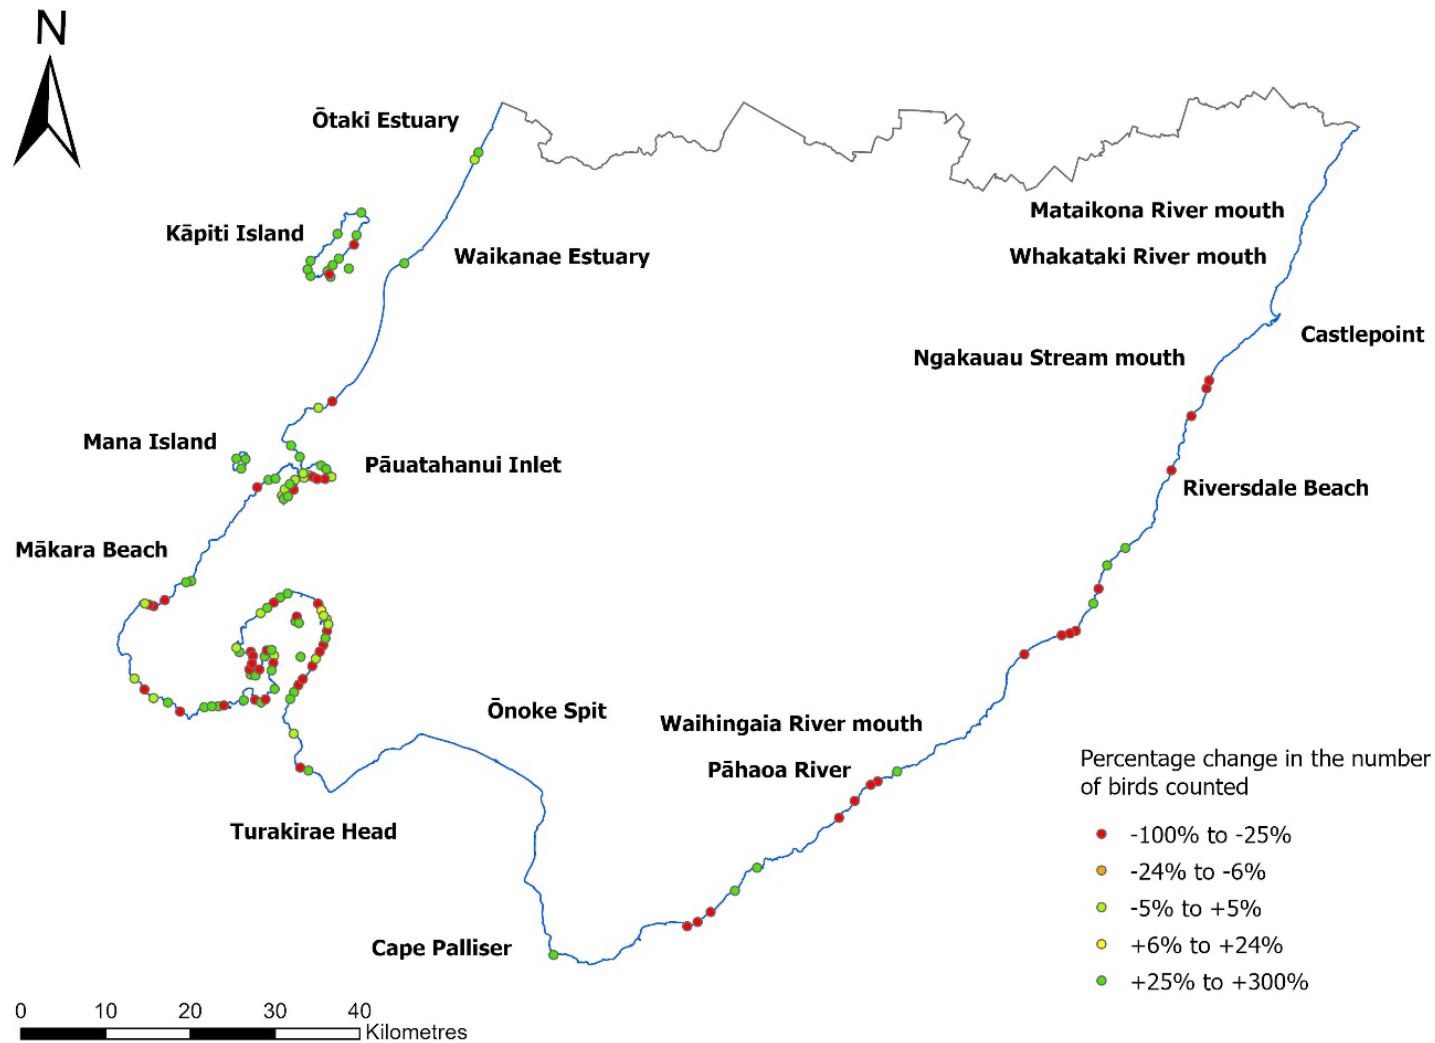 N
Ōtaki Estuary
Kāpiti Island
Waikanae Estuary
Mataikona River mouth
Whakataki River mouth
Castlepoint
Ngakauau Stream mouth
Mana Island
Pāuatahanui Inlet
Riversdale Beach
Mākara Beach
Ōnoke Spit
Waihingaia River mouth
Pāhaoa River
Turakirae Head
Cape Palliser
Percentage change in the number
of birds counted
-100% to -25%
-24% to -6%
-5% to +5%
+6% to +24%
+25% to +300%
0 10 20 30 40
Kilometres